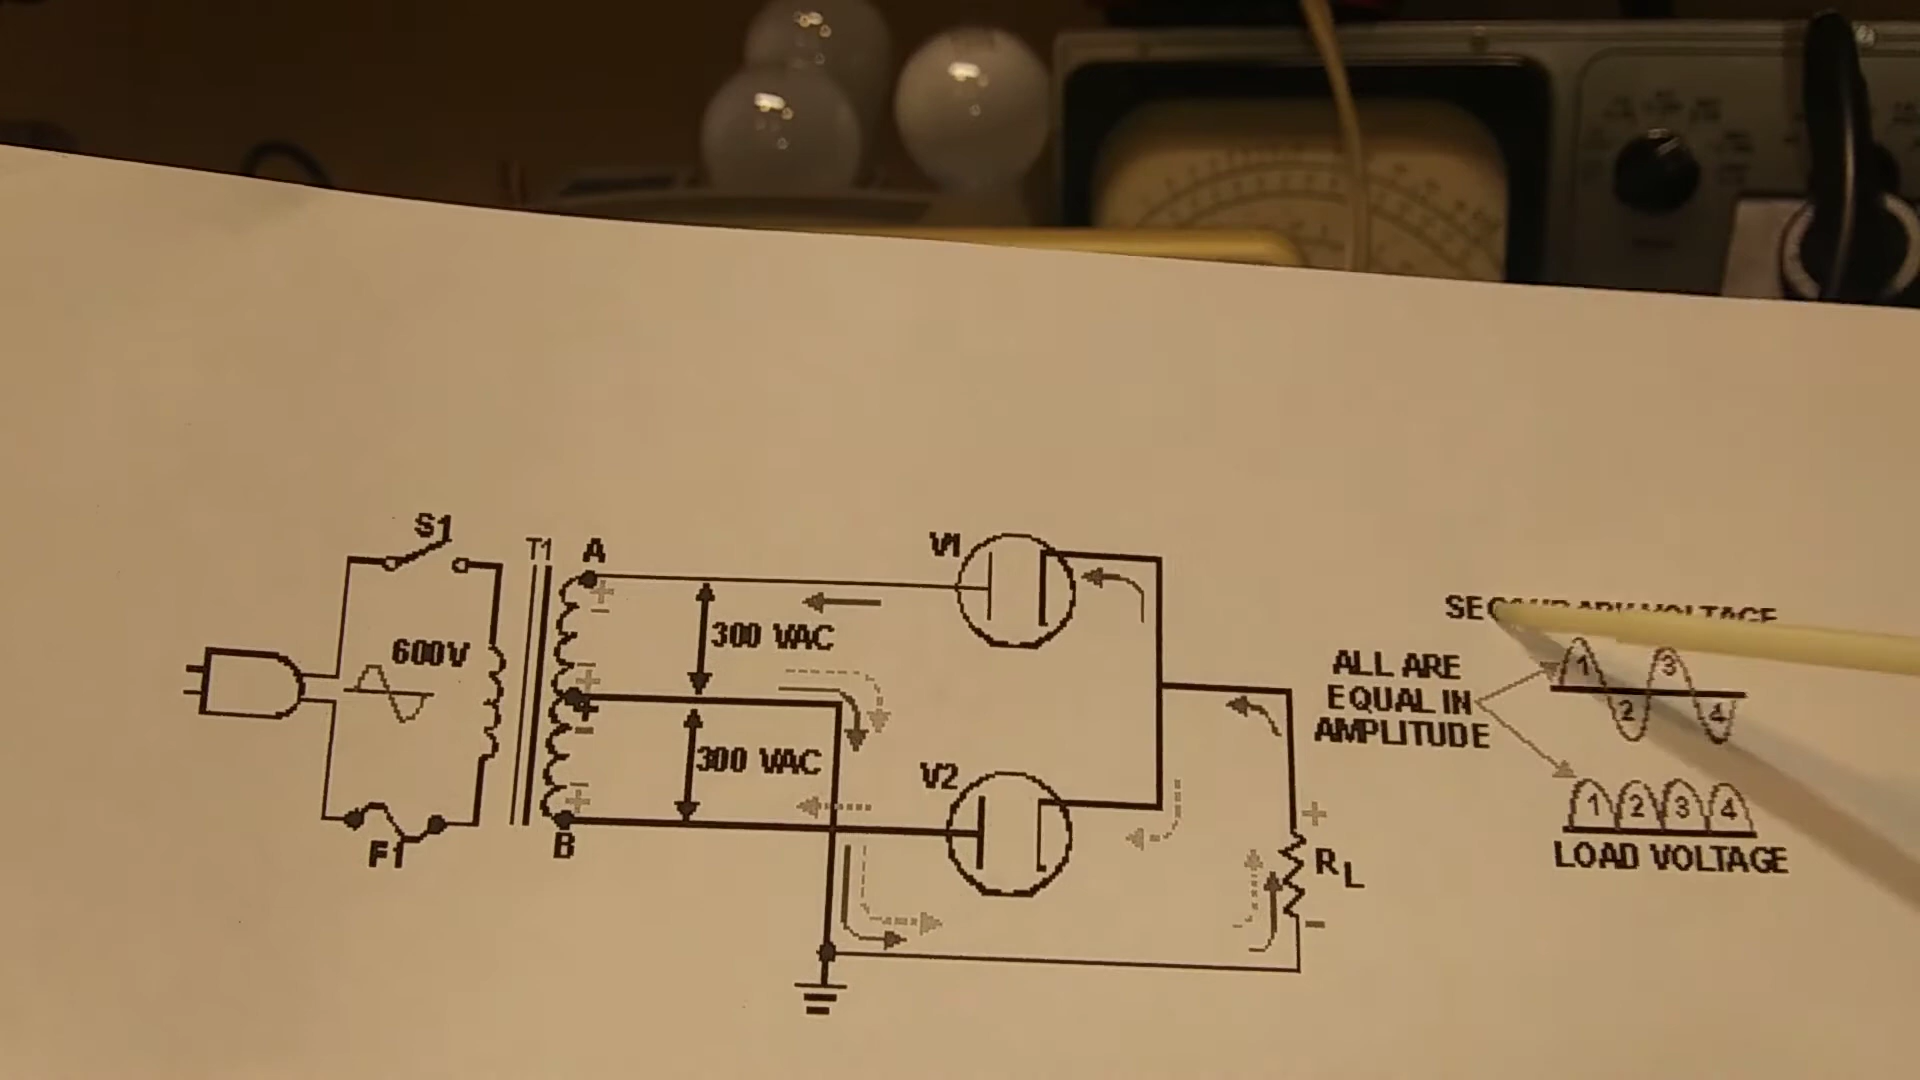 S1
T1
A
V1
600V
300 VAC
300 VAC
V2
F1
B
+
-
R L
SECONDARY VOLTAGE
ALL ARE
EQUAL IN
AMPLITUDE
1
2
3
4
1 2 3 4
LOAD VOLTAGE